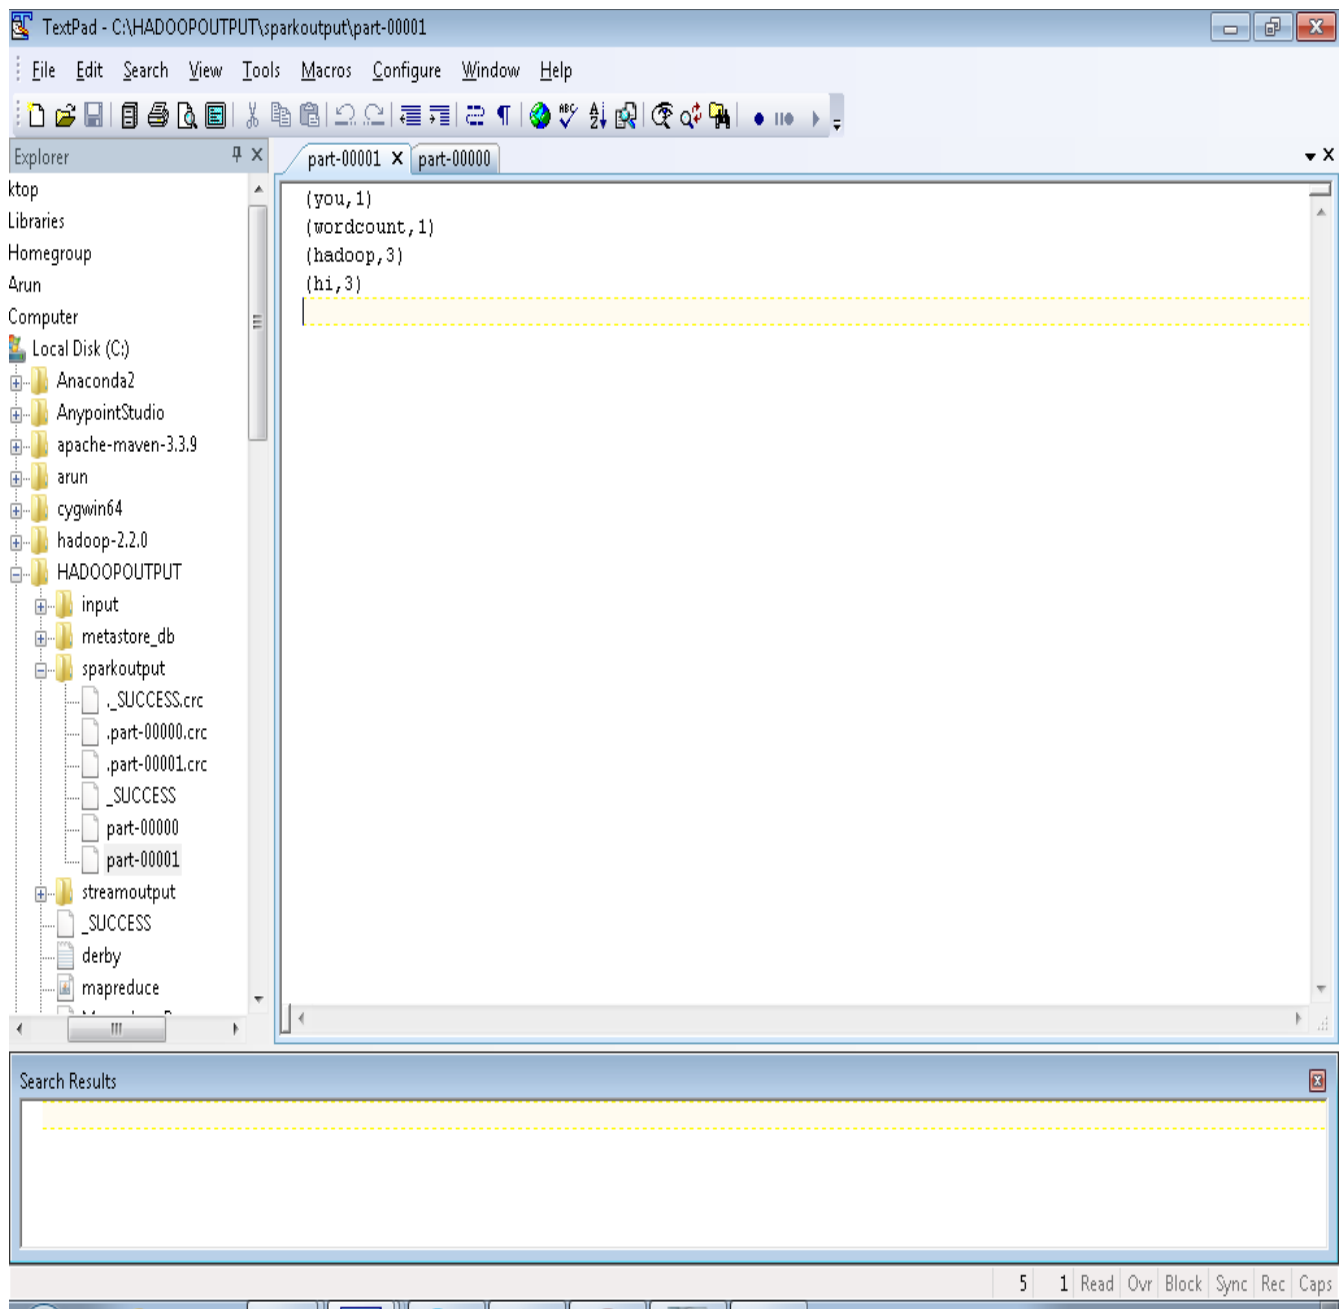 TextPad - C:\HADOOPOUTPUT\sparkoutput\part-00001
File Edit Search View Tools Macros Configure Window Help
Explorer
part-00001 part-00000
ktop
Libraries
Homegroup
Arun
Computer
Local Disk (C:)
Anaconda2
AnypointStudio
apache-maven-3.3.9
arun
cygwin64
hadoop-2.2.0
HADOOPOUTPUT
input
metastore_db
sparkoutput
._SUCCESS.crc
.part-00000.crc
.part-00001.crc
_SUCCESS
part-00000
part-00001
streamoutput
_SUCCESS
derby
mapreduce
(you,1)
(wordcount,1)
(hadoop,3)
(hi,3)
Search Results
5 1 Read Ovr Block Sync Rec Caps